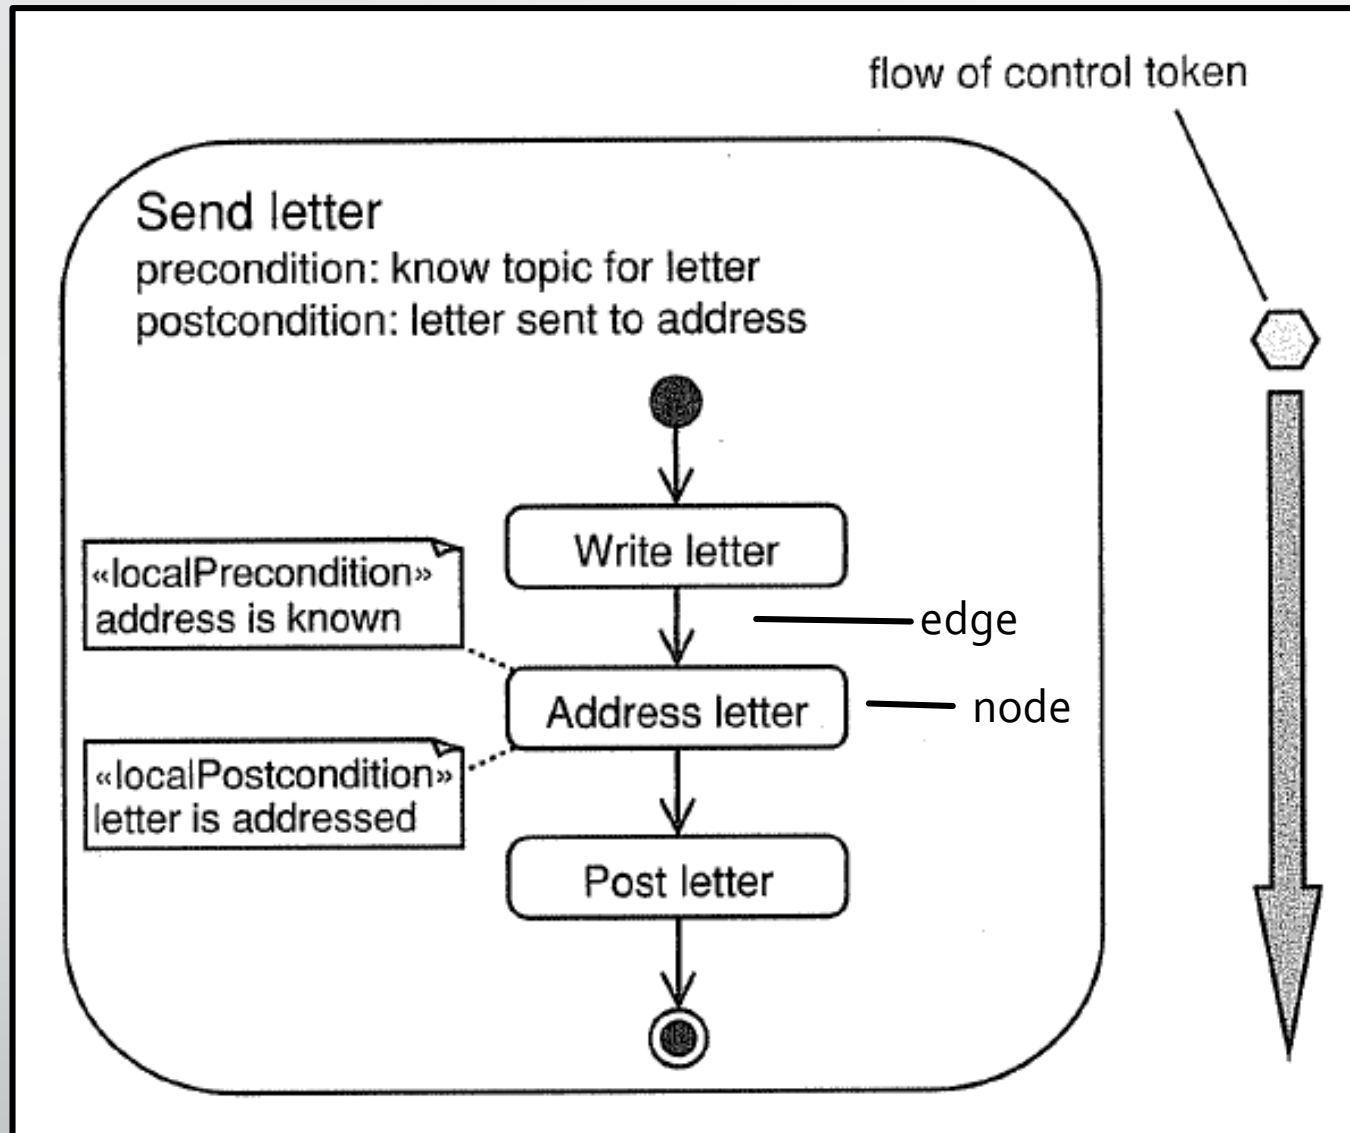 flow of control token
Send letter
precondition: know topic for letter
postcondition: letter sent to address
Write letter
«localPrecondition»
address is known
edge
Address letter
node
«localPostcondition»
letter is addressed
Post letter